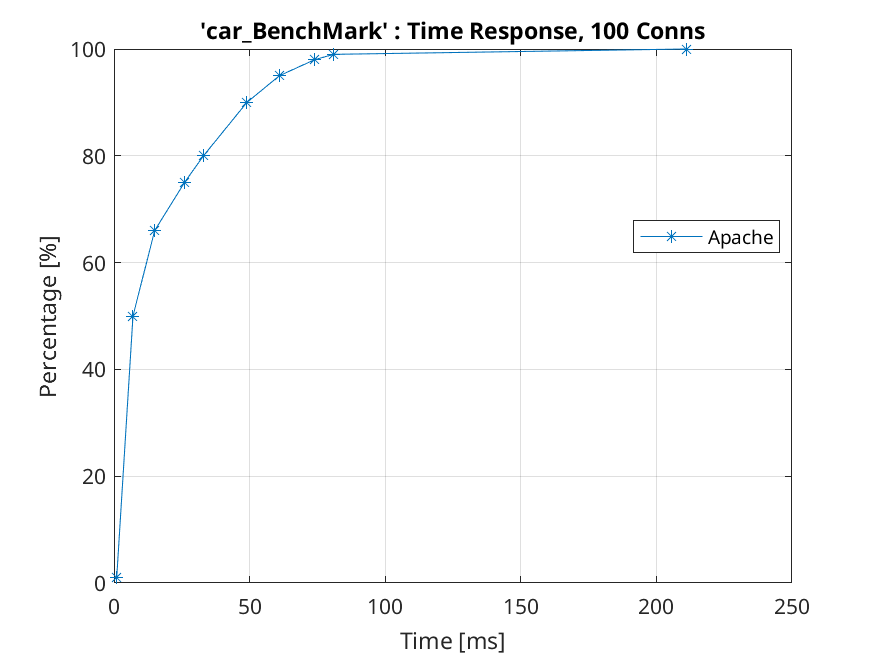 'car_BenchMark' : Time Response, 100 Conns
100
80
60
40
20
0
Percentage [%]
Apache
0 50 100 150 200 250
Time [ms]